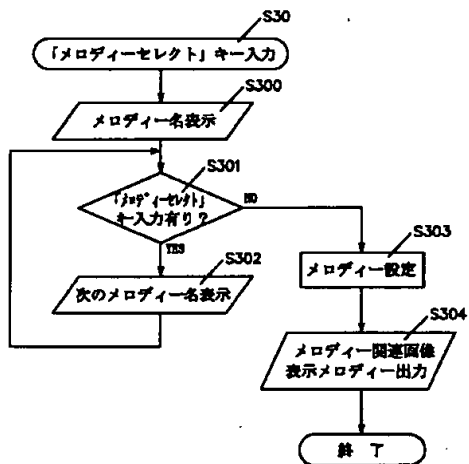 S30
「メロディーセレクト」キー入力
S300
メロディー名表示
S301
「メロディーセレクト」
キー入力有り？
NO
YES
S302
次のメロディー名表示
S303
メロディー設定
S304
メロディー関連画像
表示メロディー出力
終 了